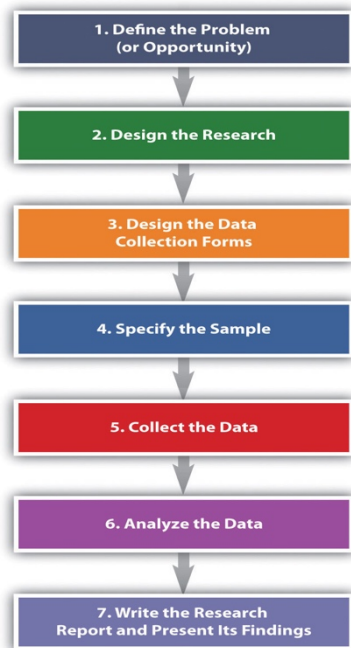 1. Define the Problem
(or Opportunity)
2. Design the Research
3. Design the Data
Collection Forms
4. Specify the Sample
5. Collect the Data
6. Analyze the Data
7. Write the Research
Report and Present Its Findings